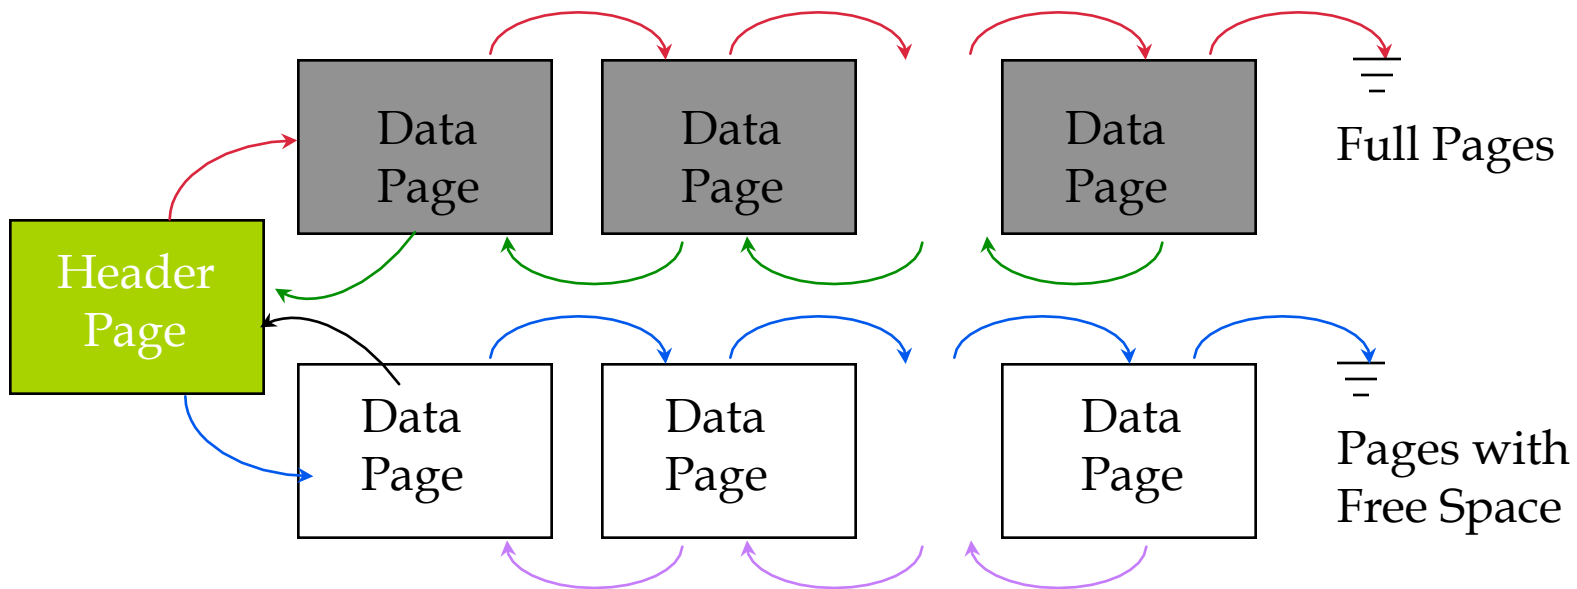 Data
Page
Data
Page
Data
Page
Full Pages
Header
Page
Data
Page
Data
Page
Data
Page
Pages with
Free Space